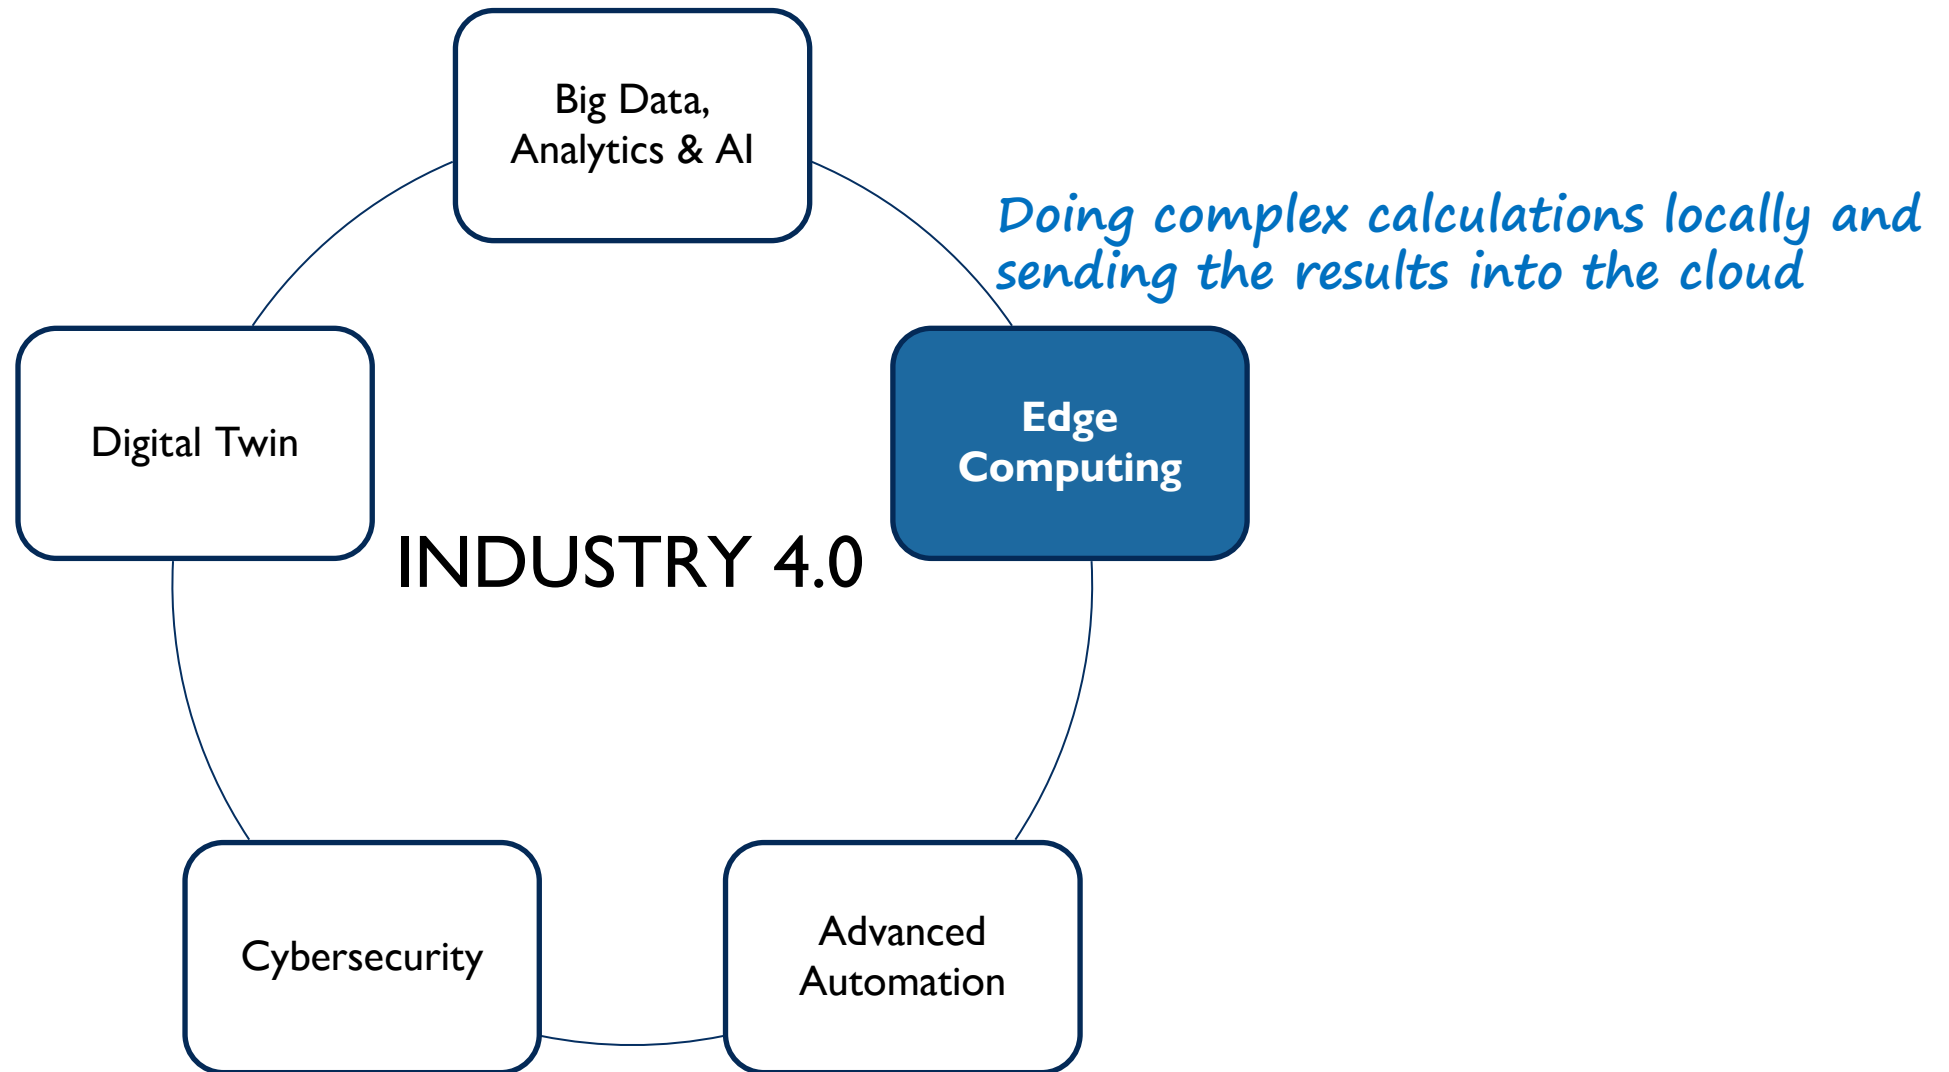 Big Data,
Analytics & AI
Doing complex calculations locally and
sending the results into the cloud
Digital Twin
Edge
Computing
INDUSTRY 4.0
Cybersecurity
Advanced
Automation